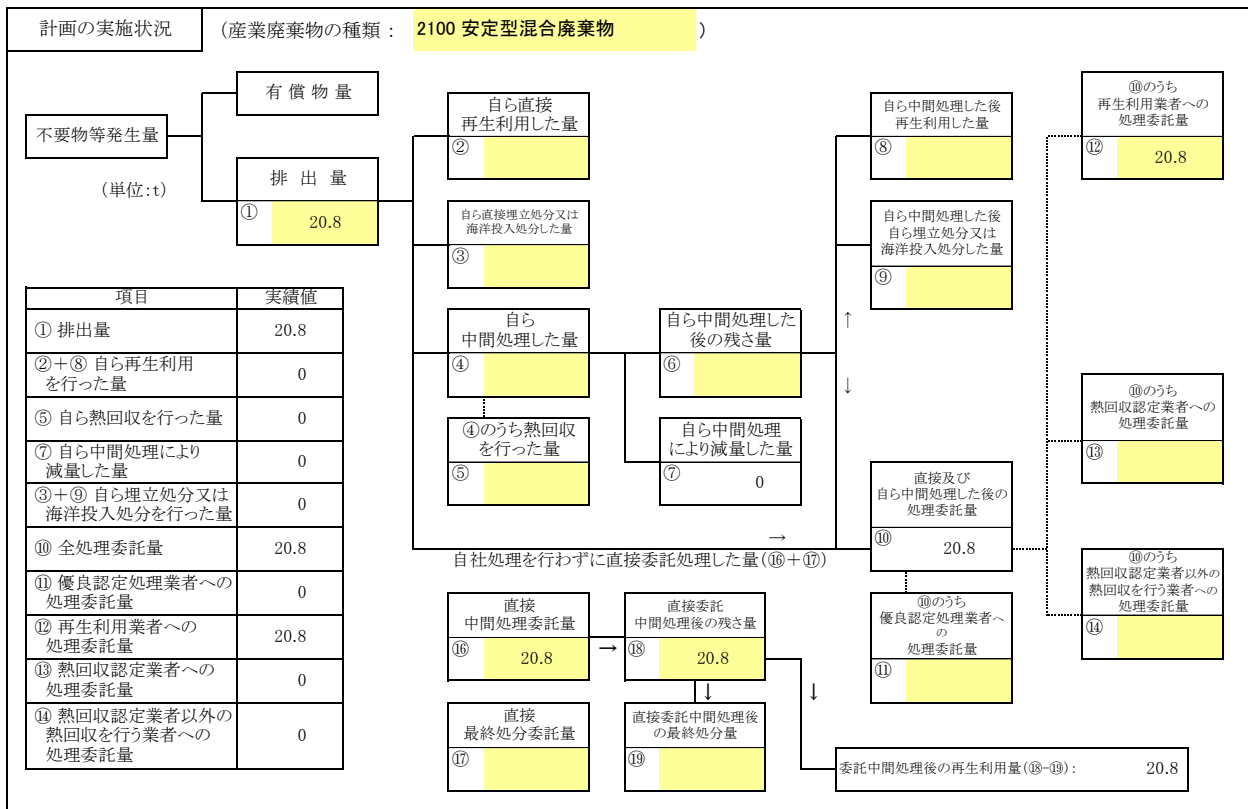 計画の実施状況
(産業廃棄物の種類： 2100 安定型混合廃棄物 )
有 償 物 量
不要物等発生量
(単位:t)
排 出 量
① 20.8
自ら直接
再生利用した量
②
自ら直接埋立処分又は
海洋投入処分した量
③
自ら
中間処理した量
④
④のうち熱回収
を行った量
⑤
自ら中間処理した
後の残さ量
⑥
自ら中間処理
により減量した量
⑦ 0
自ら中間処理した後
再生利用した量
⑧
自ら中間処理した後
自ら埋立処分又は
海洋投入処分した量
⑨
↑
↓
直接及び
自ら中間処理した後の
処理委託量
⑩ 20.8
⑩のうち
再生利用業者への
処理委託量
⑫ 20.8
⑩のうち
熱回収認定業者への
処理委託量
⑬
⑩のうち
熱回収認定業者以外の
熱回収を行う業者への
処理委託量
⑭
→
自社処理を行わずに直接委託処理した量(⑯＋⑰)
直接
中間処理委託量
⑯ 20.8
→
直接委託
中間処理後の残さ量
⑱ 20.8
↓
↓
⑩のうち
優良認定処理業者へ
の
処理委託量
⑪
直接
最終処分委託量
⑰
直接委託中間処理後
の最終処分量
⑲
委託中間処理後の再生利用量(⑱-⑲)： 20.8
項目 実績値
① 排出量 20.8
②＋⑧ 自ら再生利用
を行った量 0
⑤ 自ら熱回収を行った量 0
⑦ 自ら中間処理により
減量した量 0
③＋⑨ 自ら埋立処分又は
海洋投入処分を行った量 0
⑩ 全処理委託量 20.8
⑪ 優良認定処理業者への
処理委託量 0
⑫ 再生利用業者への
処理委託量 20.8
⑬ 熱回収認定業者への
処理委託量 0
⑭ 熱回収認定業者以外の
熱回収を行う業者への
処理委託量 0